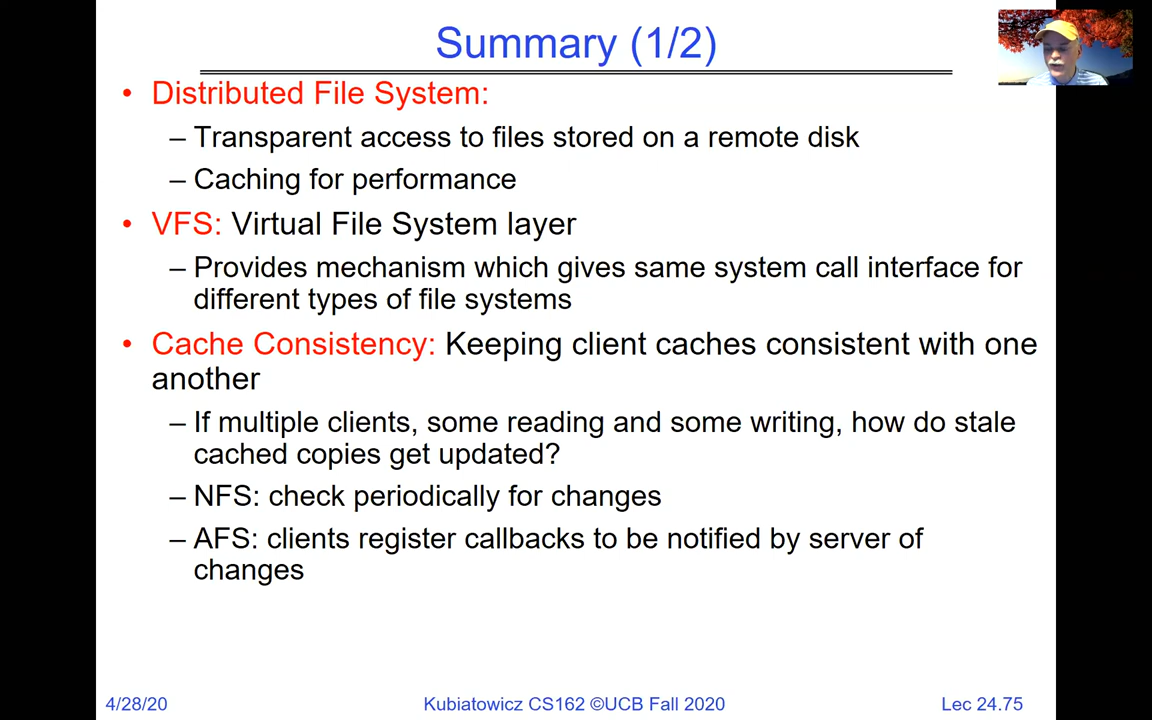 Summary (1/2)
• Distributed File System:
– Transparent access to files stored on a remote disk
– Caching for performance
• VFS: Virtual File System layer
– Provides mechanism which gives same system call interface for
different types of file systems
• Cache Consistency: Keeping client caches consistent with one
another
– If multiple clients, some reading and some writing, how do stale
cached copies get updated?
– NFS: check periodically for changes
– AFS: clients register callbacks to be notified by server of
changes
4/28/20
Kubiatowicz CS162 ©UCB Fall 2020
Lec 24.75